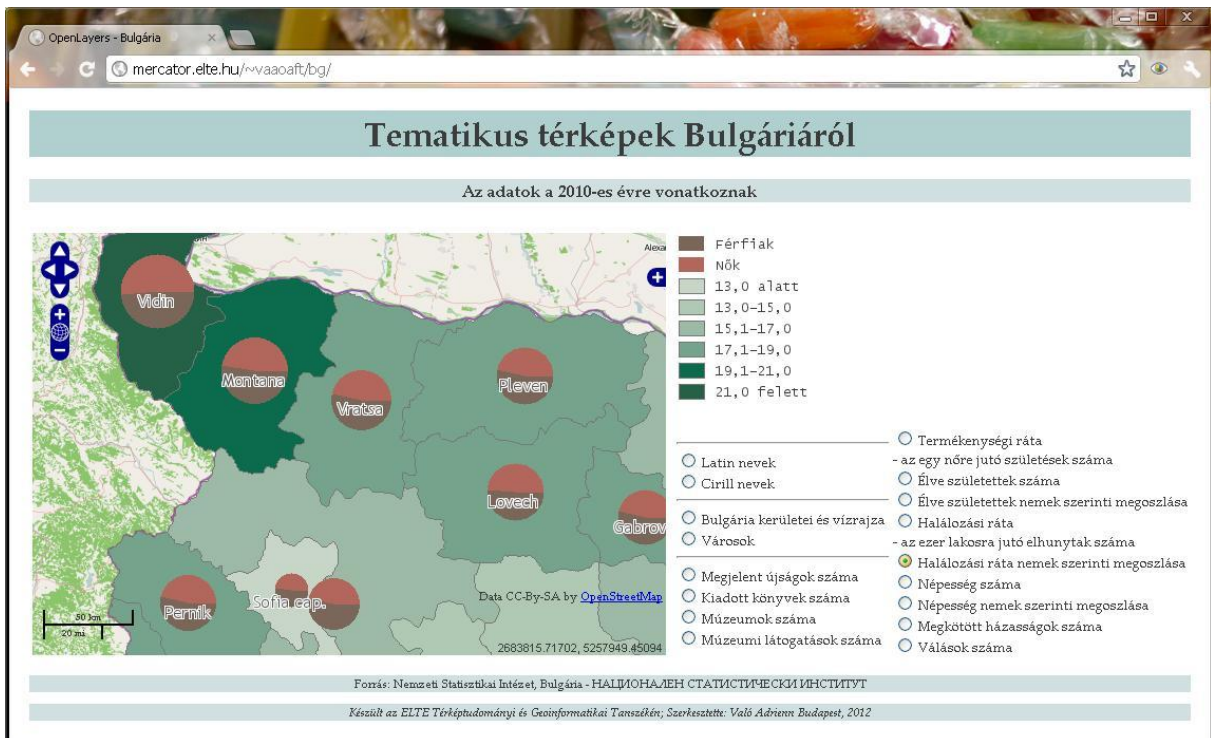 OpenLayers - Bulgária
mercator.elte.hu/~vaaoaft/bg/
Tematikus térképek Bulgáriáról
Az adatok a 2010-es évre vonatkoznak
Vidin
Montana
Vratsa
Pleven
Lovech
Gabrov
Sofia cap.
Pernik
50 km
20 mi
Data CC-By-SA by OpenStreetMap
2683815.71702, 5257949.45094
Férfiak
Nők
13,0 alatt
13,0–15,0
15,1–17,0
17,1–19,0
19,1–21,0
21,0 felett
Latin nevek
Cirill nevek
Bulgária kerületei és vízrajza
Városok
Megjelent újságok száma
Kiadott könyvek száma
Múzeumok száma
Múzeumi látogatások száma
Termékenységi ráta
- az egy nőre jutó születések száma
Élve születettek száma
Élve születettek nemek szerinti megoszlása
Halálozási ráta
- az ezer lakosra jutó elhunytak száma
Halálozási ráta nemek szerinti megoszlása
Népesség száma
Népesség nemek szerinti megoszlása
Megkötött házasságok száma
Válások száma
Forrás: Nemzeti Statisztikai Intézet, Bulgária - НАЦИОНАЛЕН СТАТИСТИЧЕСКИ ИНСТИТУТ
Készült az ELTE Térképtudományi és Geoinformatikai Tanszékén; Szerkesztette: Való Adrienn Budapest, 2012